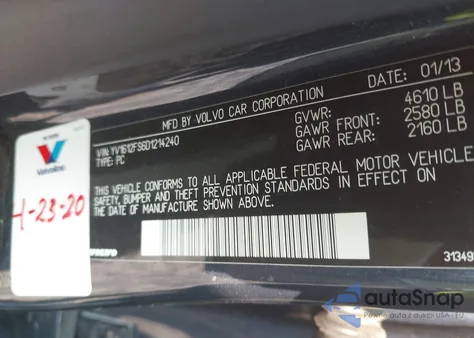 DATE: 01/13
MFD BY VOLVO CAR CORPORATION
GVWR: 4610 LB
GAWR FRONT: 2580 LB
GAWR REAR: 2160 LB
VIN: YV1612FS6D1214240
TYPE: PC
THIS VEHICLE CONFORMS TO ALL APPLICABLE FEDERAL MOTOR VEHICLE
SAFETY, BUMPER AND THEFT PREVENTION STANDARDS IN EFFECT ON
THE DATE OF MANUFACTURE SHOWN ABOVE.
Valvoline
4-23-20
autoSnap